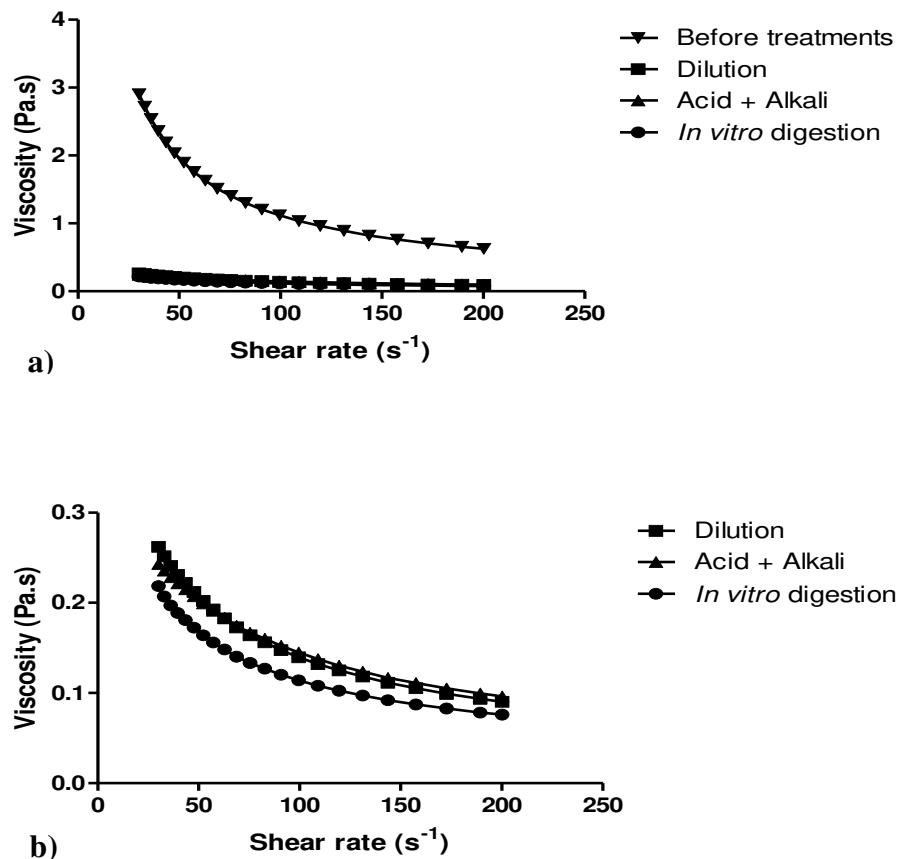 4
3
2
1
0
Viscosity (Pa.s)
0 50 100 150 200 250
Shear rate (s⁻¹)
Before treatments
Dilution
Acid + Alkali
In vitro digestion
a)
0.3
0.2
0.1
0.0
Viscosity (Pa.s)
0 50 100 150 200 250
Shear rate (s⁻¹)
Dilution
Acid + Alkali
In vitro digestion
b)